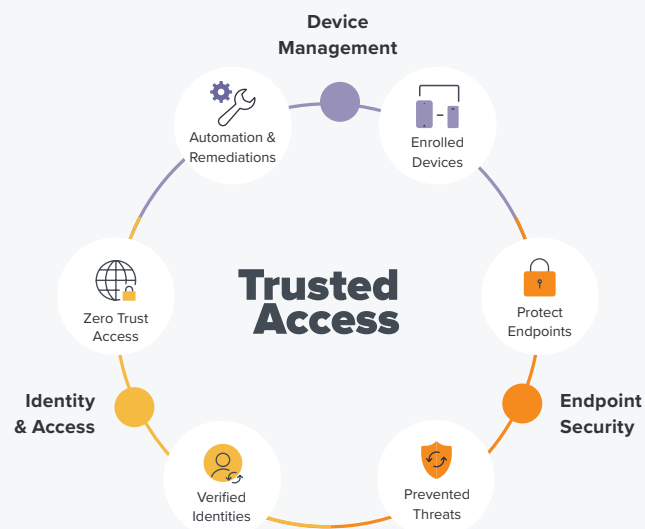 Device
Management
Automation &
Remediations
Enrolled
Devices
Zero Trust
Access
Trusted
Access
Protect
Endpoints
Identity
& Access
Endpoint
Security
Verified
Identities
Prevented
Threats